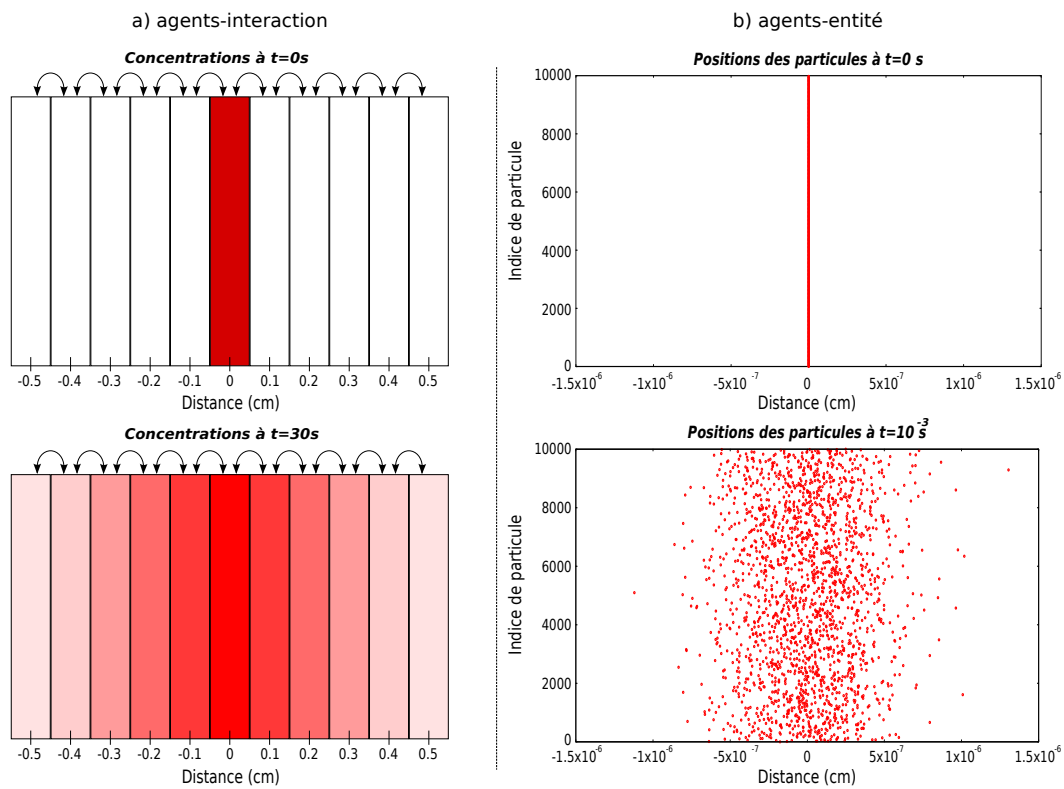 a) agents-interaction
Concentrations à t=0s
-0.5 -0.4 -0.3 -0.2 -0.1 0 0.1 0.2 0.3 0.4 0.5
Distance (cm)
Concentrations à t=30s
-0.5 -0.4 -0.3 -0.2 -0.1 0 0.1 0.2 0.3 0.4 0.5
Distance (cm)
b) agents-entité
Positions des particules à t=0 s
Indice de particule
10000
8000
6000
4000
2000
0
-1.5x10⁻⁶ -1x10⁻⁶ -5x10⁻⁷ 0 5x10⁻⁷ 1x10⁻⁶ 1.5x10⁻⁶
Distance (cm)
Positions des particules à t=10⁻³s
Indice de particule
10000
8000
6000
4000
2000
0
-1.5x10⁻⁶ -1x10⁻⁶ -5x10⁻⁷ 0 5x10⁻⁷ 1x10⁻⁶ 1.5x10⁻⁶
Distance (cm)